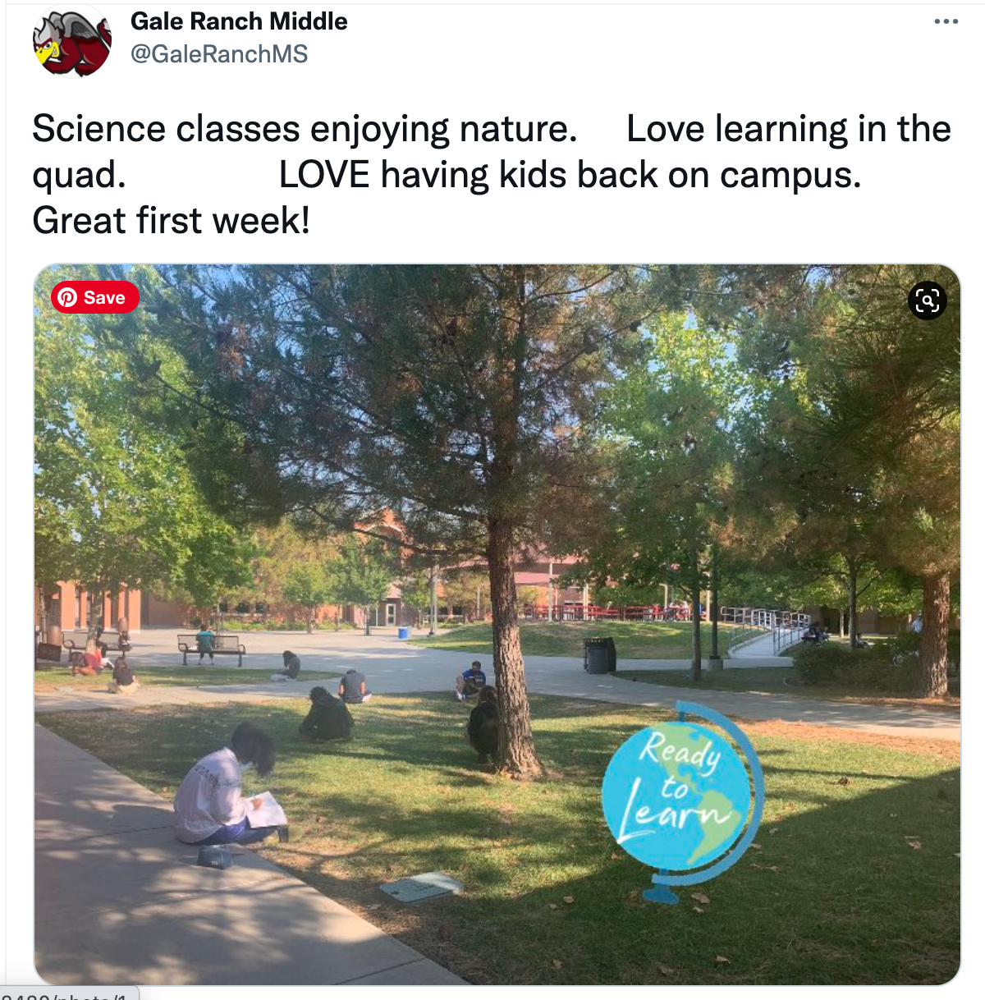 Gale Ranch Middle
@GaleRanchMS
Science classes enjoying nature. Love learning in the
quad. LOVE having kids back on campus.
Great first week!
Save
Ready
to
Learn